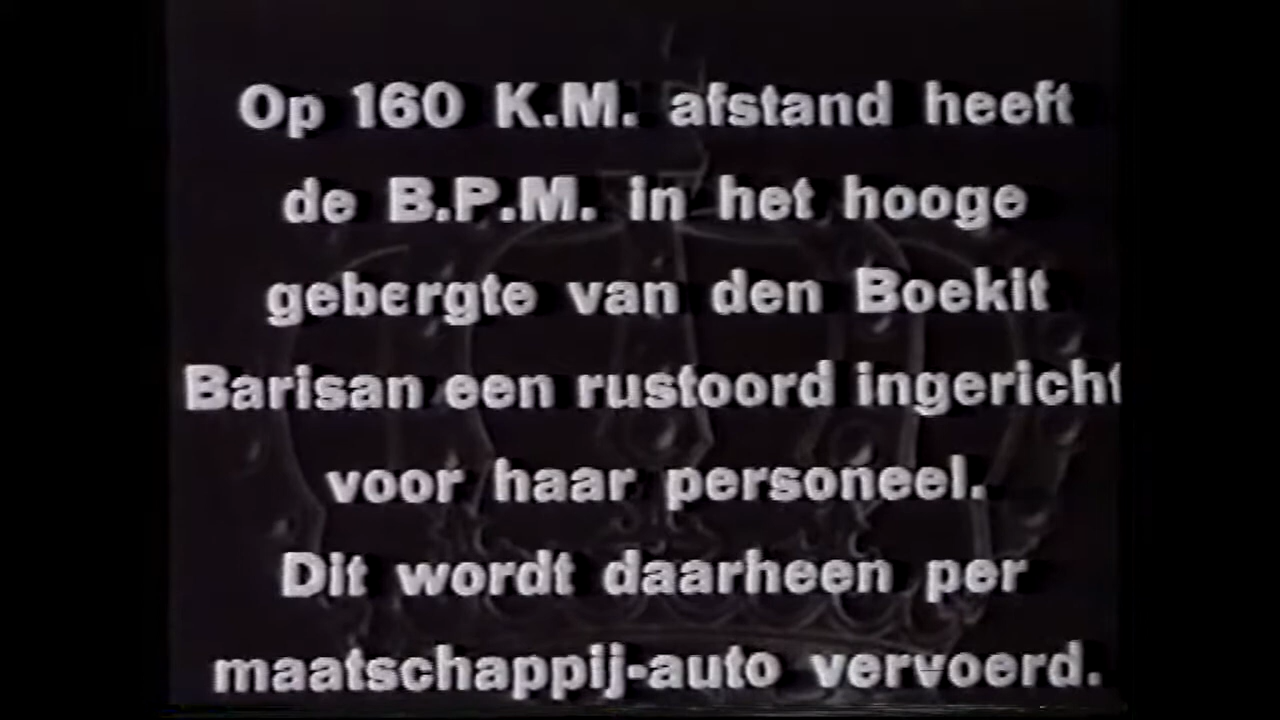 Op 160 K.M. afstand heeft
de B.P.M. in het hooge
gebergte van den Boekit
Barisan een rustoord ingericht
voor haar personeel.
Dit wordt daarheen per
maatschappij-auto vervoerd.